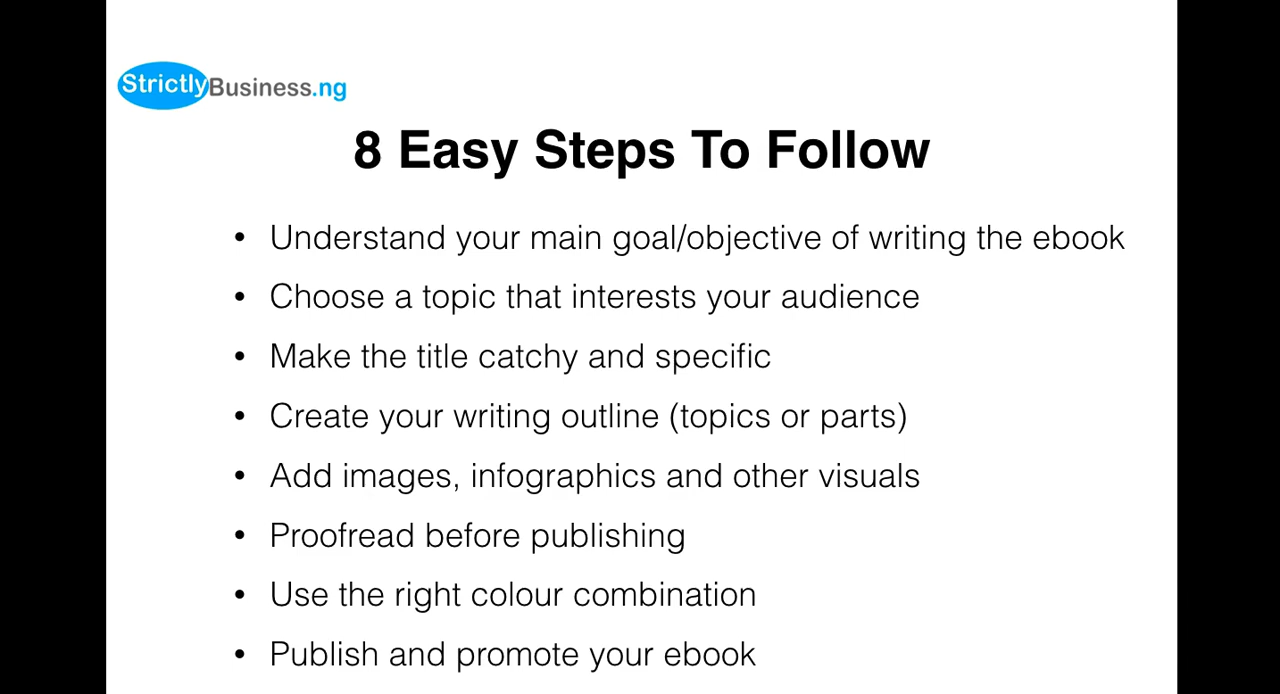 StrictlyBusiness.ng
8 Easy Steps To Follow
• Understand your main goal/objective of writing the ebook
• Choose a topic that interests your audience
• Make the title catchy and specific
• Create your writing outline (topics or parts)
• Add images, infographics and other visuals
• Proofread before publishing
• Use the right colour combination
• Publish and promote your ebook